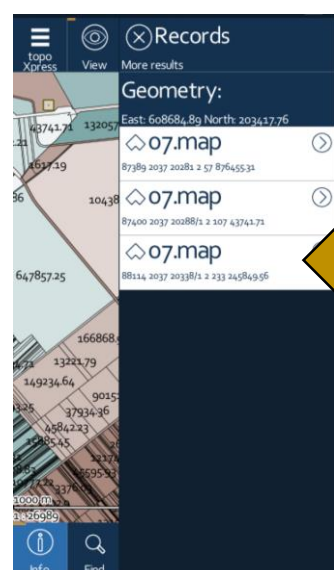 topo
Xpress
View
Records
More results
Geometry:
East: 608684.89 North: 203417.76
07.map
87389 2037 20281 2 57 876455.31
07.map
87400 2037 20288/1 2 107 43741.71
07.map
88114 2037 20338/1 2 233 245849.56
43741.71
132057
1617.19
10438
647857.25
166868.
13221.79
149234.64
9015
37934.36
45842.23
1000 m
Info
Find